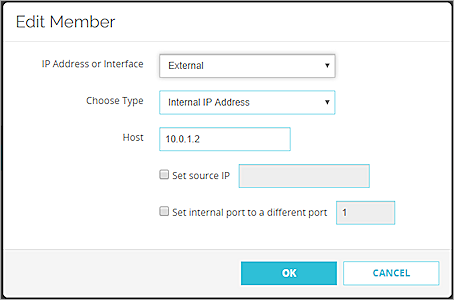 Edit Member
IP Address or Interface External
Choose Type Internal IP Address
Host 10.0.1.2
Set source IP
Set internal port to a different port 1
OK CANCEL